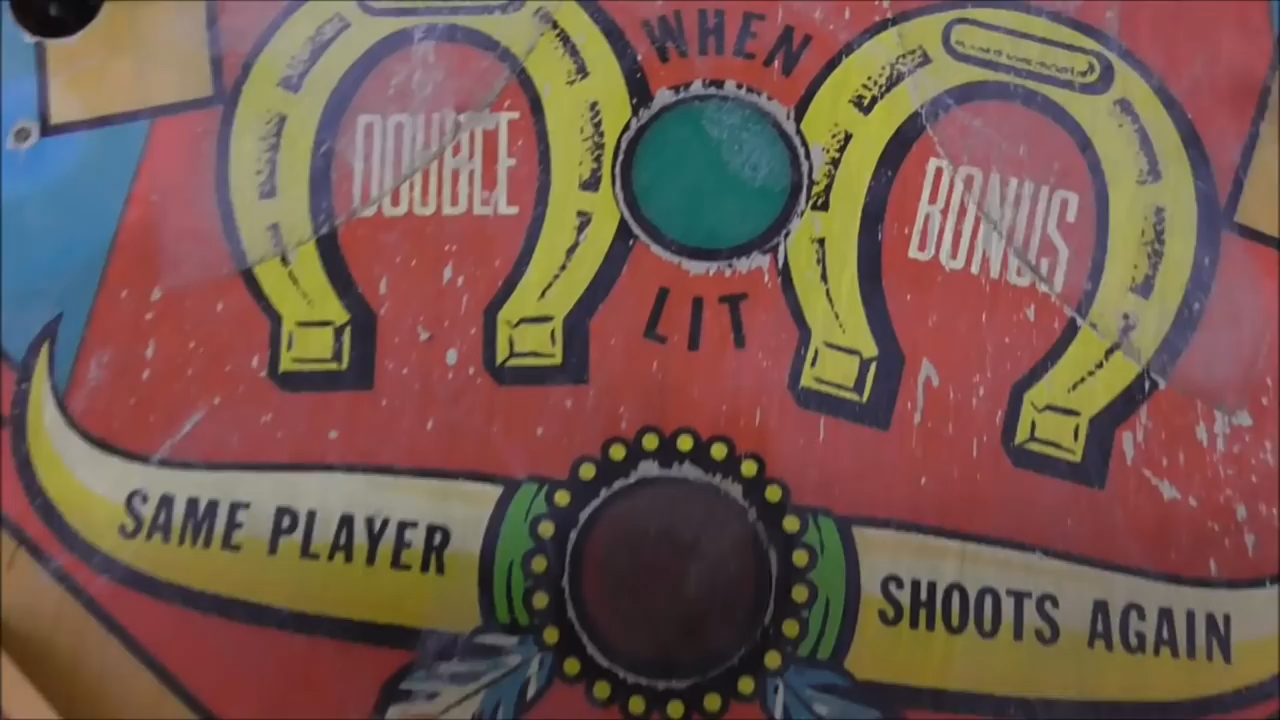 WHEN
DOUBLE
BONUS
LIT
SAME PLAYER
SHOOTS AGAIN